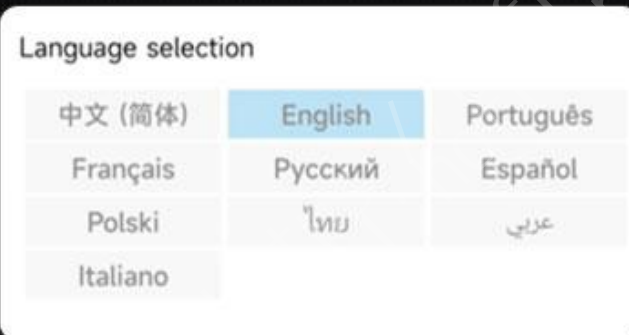 Language selection
中文 (简体) English Português
Français Русский Español
Polski ไทย عربي
Italiano